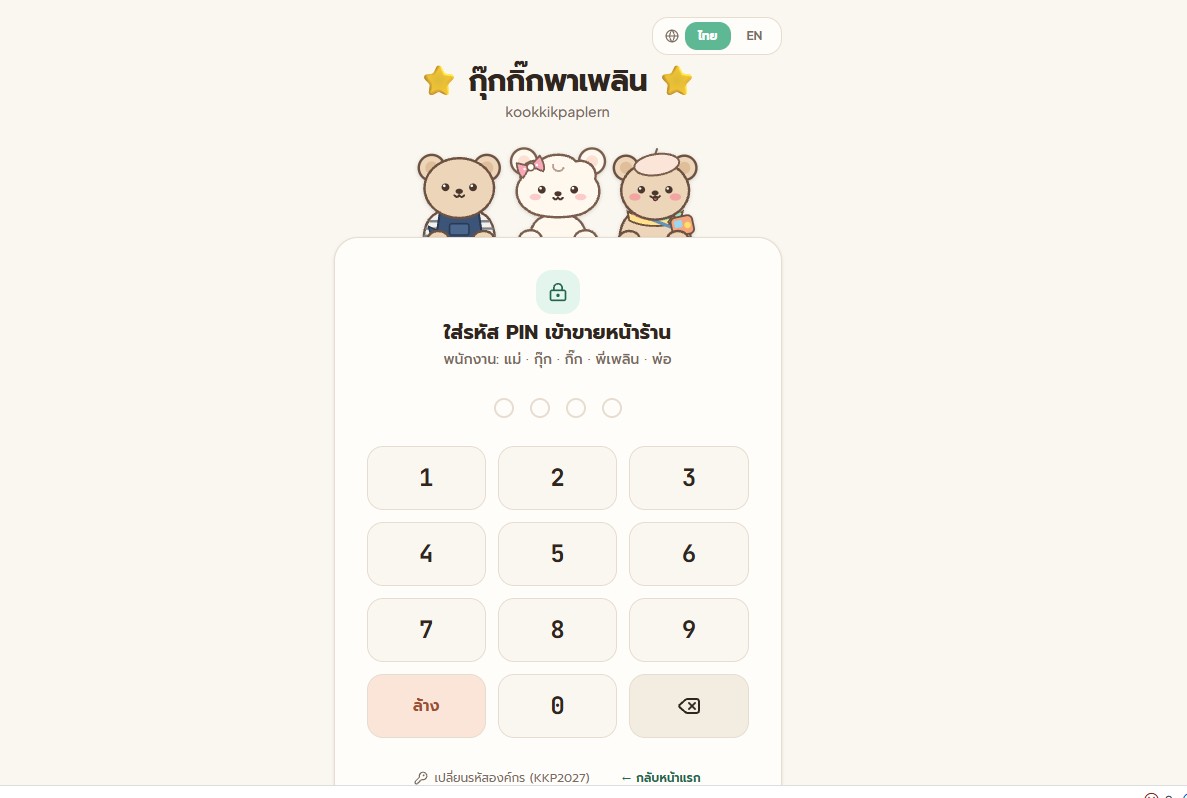 ไทย EN
กุ๊กกิ๊กพาเพลิน
kookkikpaplern
ใส่รหัส PIN เข้าขายหน้าร้าน
พนักงาน: แม่ · กุ๊ก · กิ๊ก · พี่เพลิน · พ่อ
1 2 3
4 5 6
7 8 9
ล้าง 0
เปลี่ยนรหัสองค์กร (KKP2027) ← กลับหน้าแรก